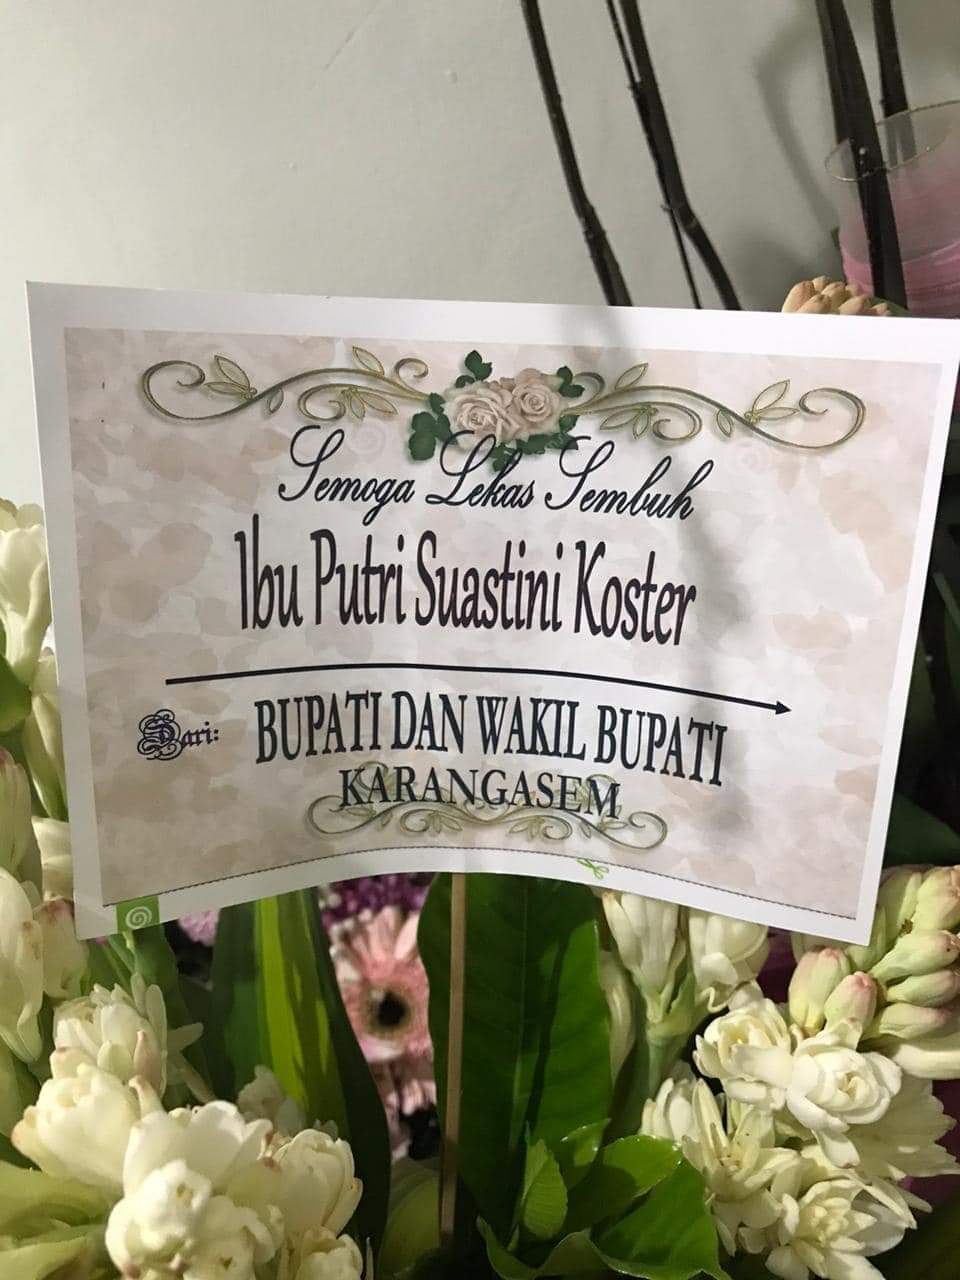 Semoga Lekas Sembuh
Ibu Putri Suastini Koster
Dari: BUPATI DAN WAKIL BUPATI
KARANGASEM